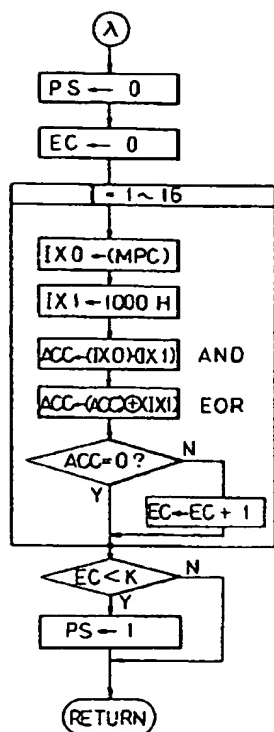 λ
PS ← 0
EC ← 0
I = 1 ~ 16
IX0 ← (MPC)
IX1 ← 1000 H
ACC←(IX0)·(IX1) AND
ACC←(ACC)⊕(IX1) EOR
ACC=0? N
Y
EC←EC + 1
EC < K N
Y
PS ← 1
RETURN